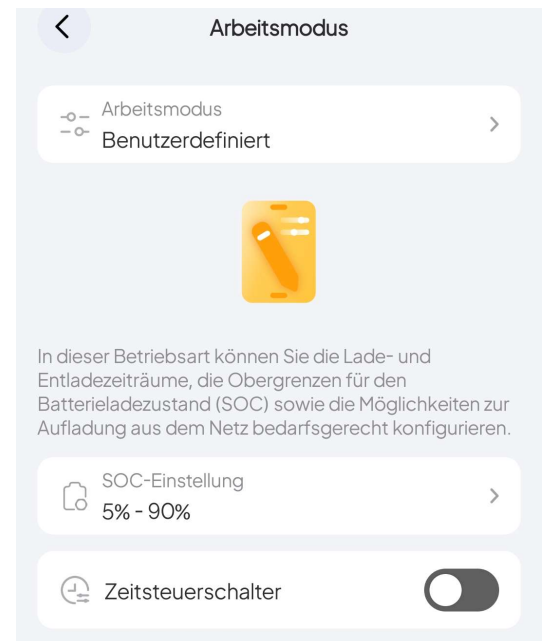 Arbeitsmodus
Arbeitsmodus
Benutzerdefiniert
In dieser Betriebsart können Sie die Lade- und
Entladezeiträume, die Obergrenzen für den
Batterieladezustand (SOC) sowie die Möglichkeiten zur
Aufladung aus dem Netz bedarfsgerecht konfigurieren.
SOC-Einstellung
5% - 90%
Zeitsteuerschalter